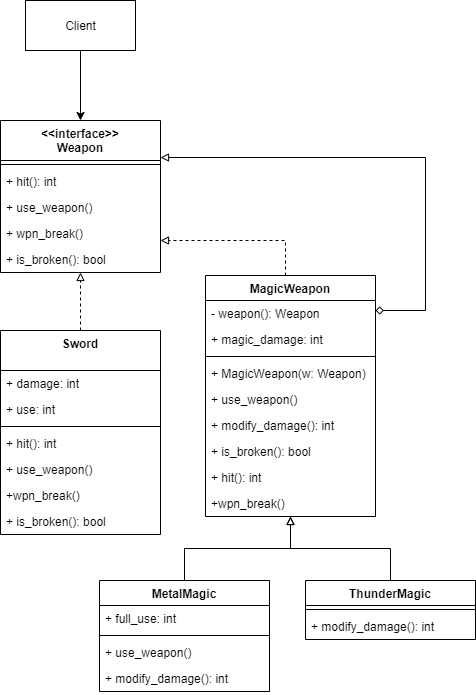 Client
<<interface>>
Weapon
+ hit(): int
+ use_weapon()
+ wpn_break()
+ is_broken(): bool
Sword
+ damage: int
+ use: int
+ hit(): int
+ use_weapon()
+wpn_break()
+ is_broken(): bool
MagicWeapon
- weapon(): Weapon
+ magic_damage: int
+ MagicWeapon(w: Weapon)
+ use_weapon()
+ modify_damage(): int
+ is_broken(): bool
+ hit(): int
+wpn_break()
MetalMagic
+ full_use: int
+ use_weapon()
+ modify_damage(): int
ThunderMagic
+ modify_damage(): int